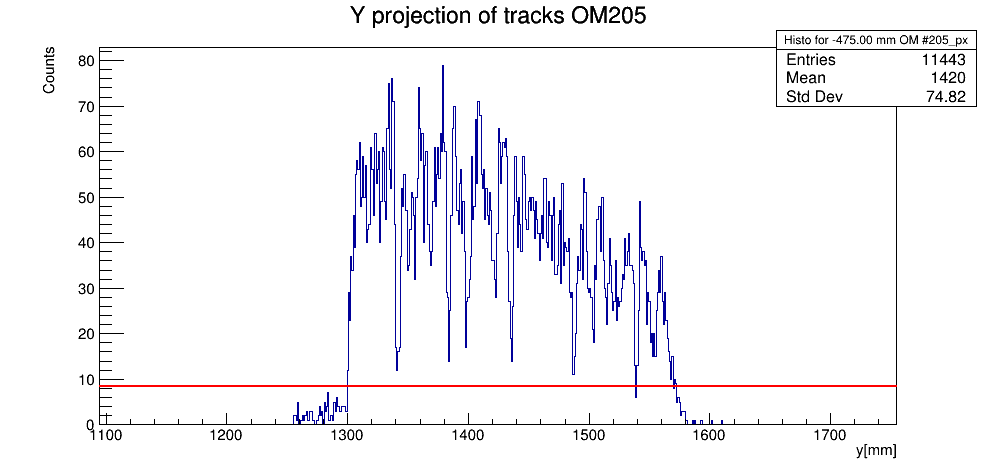 Y projection of tracks OM205
Histo for -475.00 mm OM #205_px
Entries 11443
Mean 1420
Std Dev 74.82
Counts
80
70
60
50
40
30
20
10
0
1100 1200 1300 1400 1500 1600 1700
y[mm]